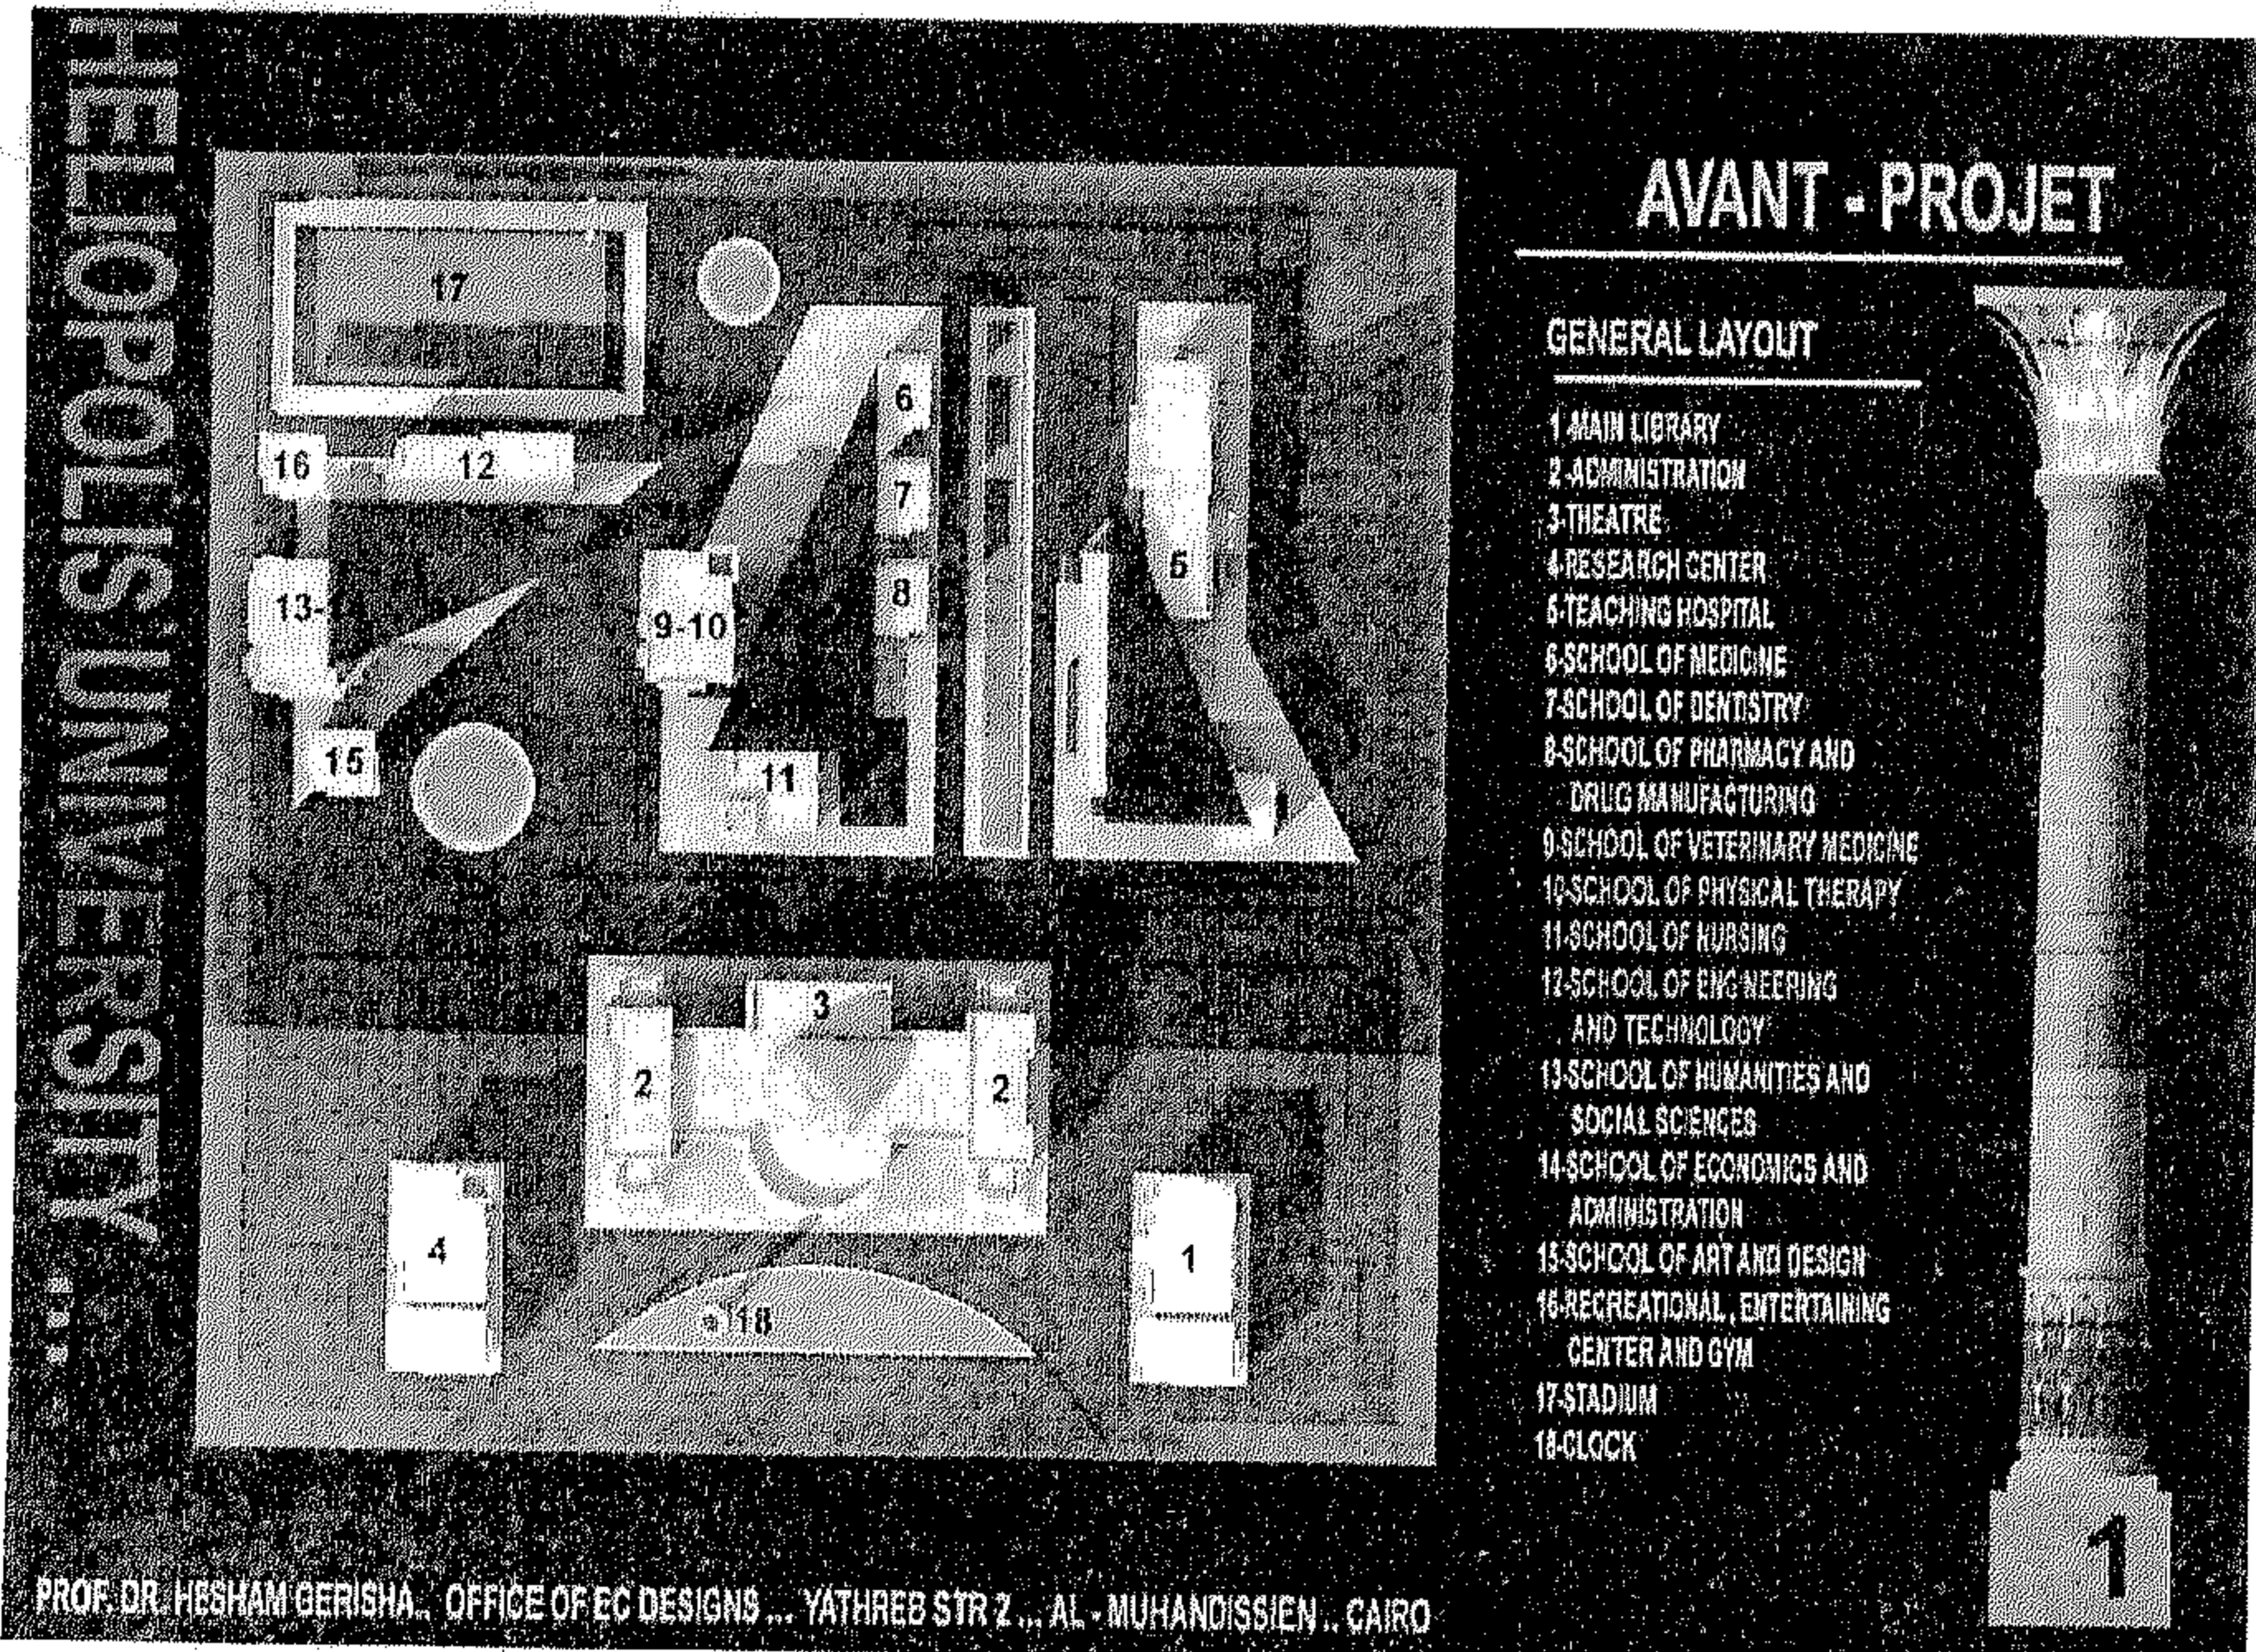 HELIOPOLIS UNIVERSITY ...
AVANT - PROJET
GENERAL LAYOUT
1-MAIN LIBRARY
2-ADMINISTRATION
3-THEATRE
4-RESEARCH CENTER
5-TEACHING HOSPITAL
6-SCHOOL OF MEDICINE
7-SCHOOL OF DENTISTRY
8-SCHOOL OF PHARMACY AND
DRUG MANUFACTURING
9-SCHOOL OF VETERINARY MEDICINE
10-SCHOOL OF PHYSICAL THERAPY
11-SCHOOL OF NURSING
12-SCHOOL OF ENGINEERING
AND TECHNOLOGY
13-SCHOOL OF HUMANITIES AND
SOCIAL SCIENCES
14-SCHOOL OF ECONOMICS AND
ADMINISTRATION
15-SCHOOL OF ART AND DESIGN
16-RECREATIONAL, ENTERTAINING
CENTER AND GYM
17-STADIUM
18-CLOCK
17
6
16
12
7
5
8
13-
9-10
15
11
3
2
2
4
1
18
1
PROF. DR. HESHAM GERISHA.. OFFICE OF EC DESIGNS ... YATHREB STR 2 ... AL - MUHANDISSIEN .. CAIRO